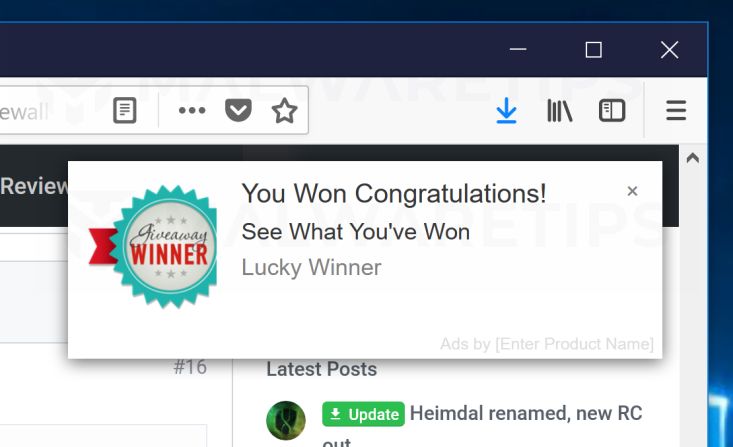 ewall
MALWARETIPS
Review
Giveaway
WINNER
You Won Congratulations!
×
See What You've Won
Lucky Winner
MALWARETIPS
Ads by [Enter Product Name]
#16
Latest Posts
Update Heimdal renamed, new RC
out